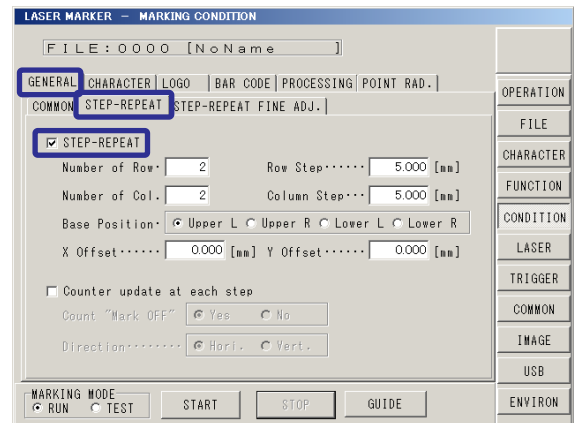 LASER MARKER － MARKING CONDITION
FILE:0000 [NoName ]
GENERAL CHARACTER LOGO BAR CODE PROCESSING POINT RAD.
COMMON STEP-REPEAT STEP-REPEAT FINE ADJ.
STEP-REPEAT
Number of Row･ 2 Row Step･･････ 5.000 [mm]
Number of Col. 2 Column Step･･･ 5.000 [mm]
Base Position･ Upper L Upper R Lower L Lower R
X Offset･･････ 0.000 [mm] Y Offset･･････ 0.000 [mm]
Counter update at each step
Count "Mark OFF" Yes No
Direction････････ Hori. Vert.
MARKING MODE
RUN TEST START STOP GUIDE
OPERATION
FILE
CHARACTER
FUNCTION
CONDITION
LASER
TRIGGER
COMMON
IMAGE
USB
ENVIRON